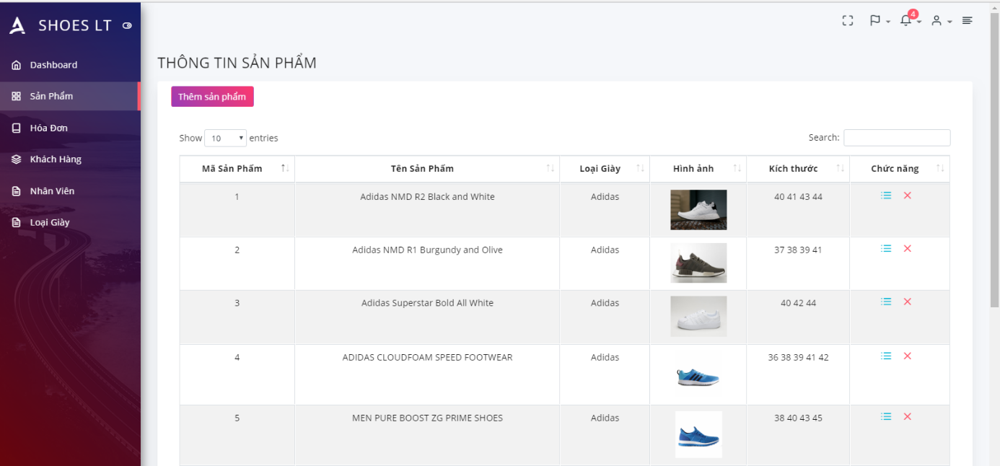 SHOES LT
4
Dashboard
Sản Phẩm
Hóa Đơn
Khách Hàng
Nhân Viên
Loại Giày
THÔNG TIN SẢN PHẨM
Thêm sản phẩm
Show 10 entries
Search:
Mã Sản Phẩm Tên Sản Phẩm Loại Giày Hình ảnh Kích thước Chức năng
1 Adidas NMD R2 Black and White Adidas 40 41 43 44
2 Adidas NMD R1 Burgundy and Olive Adidas 37 38 39 41
3 Adidas Superstar Bold All White Adidas 40 42 44
4 ADIDAS CLOUDFOAM SPEED FOOTWEAR Adidas 36 38 39 41 42
5 MEN PURE BOOST ZG PRIME SHOES Adidas 38 40 43 45